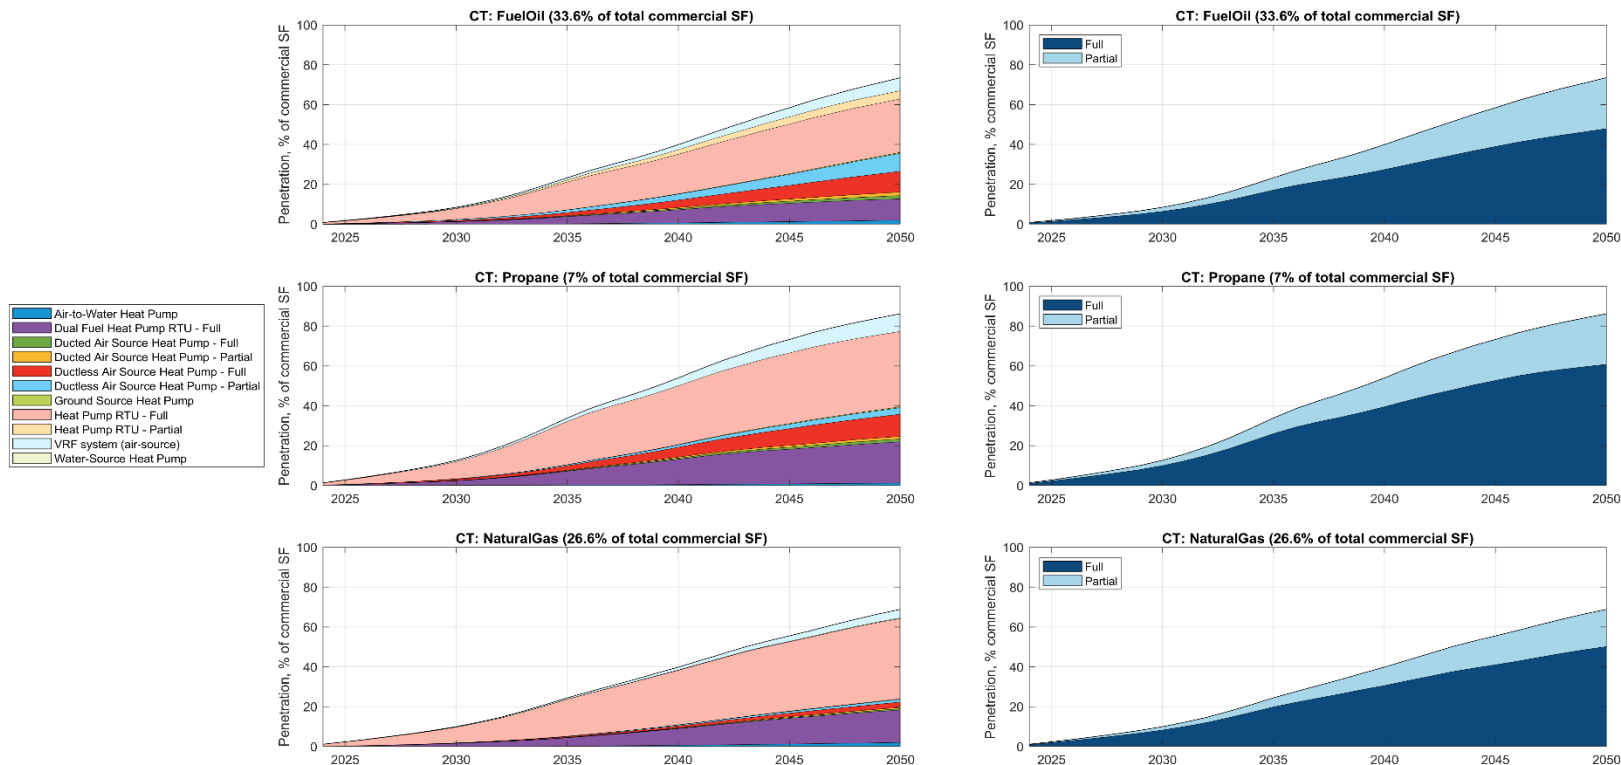 CT: FuelOil (33.6% of total commercial SF)
Penetration, % of commercial SF
100
80
60
40
20
0
2025 2030 2035 2040 2045 2050
CT: FuelOil (33.6% of total commercial SF)
Penetration, % commercial SF
100
80
60
40
20
0
Full
Partial
2025 2030 2035 2040 2045 2050
Air-to-Water Heat Pump
Dual Fuel Heat Pump RTU - Full
Ducted Air Source Heat Pump - Full
Ducted Air Source Heat Pump - Partial
Ductless Air Source Heat Pump - Full
Ductless Air Source Heat Pump - Partial
Ground Source Heat Pump
Heat Pump RTU - Full
Heat Pump RTU - Partial
VRF system (air-source)
Water-Source Heat Pump
CT: Propane (7% of total commercial SF)
Penetration, % of commercial SF
100
80
60
40
20
0
2025 2030 2035 2040 2045 2050
CT: Propane (7% of total commercial SF)
Penetration, % commercial SF
100
80
60
40
20
0
Full
Partial
2025 2030 2035 2040 2045 2050
CT: NaturalGas (26.6% of total commercial SF)
Penetration, % of commercial SF
100
80
60
40
20
0
2025 2030 2035 2040 2045 2050
CT: NaturalGas (26.6% of total commercial SF)
Penetration, % commercial SF
100
80
60
40
20
0
Full
Partial
2025 2030 2035 2040 2045 2050